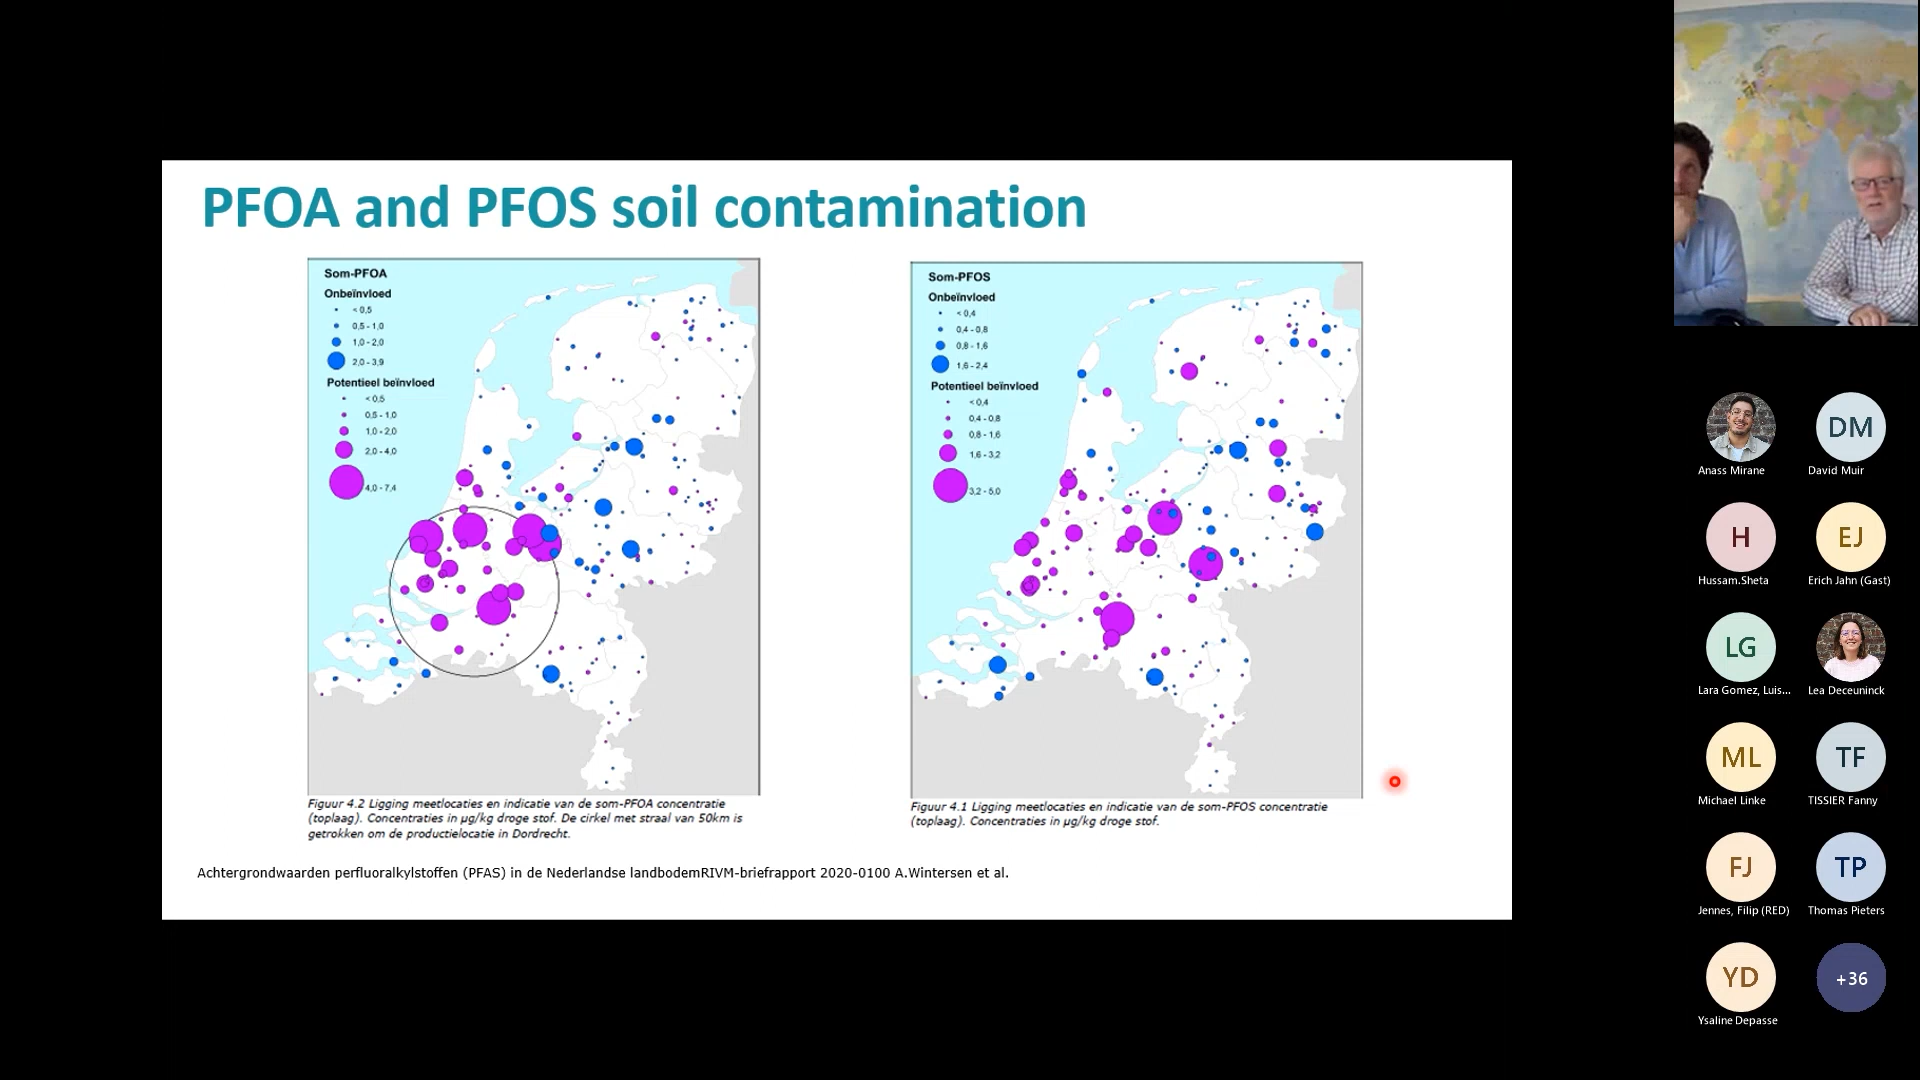 PFOA and PFOS soil contamination
Som-PFOA
Onbeïnvloed
< 0,5
0,5 - 1,0
1,0 - 2,0
2,0 - 3,9
Potentieel beïnvloed
< 0,5
0,5 - 1,0
1,0 - 2,0
2,0 - 4,0
4,0 - 7,4
Figuur 4.2 Ligging meetlocaties en indicatie van de som-PFOA concentratie
(toplaag). Concentraties in µg/kg droge stof. De cirkel met straal van 50km is
getrokken om de productielocatie in Dordrecht.
Som-PFOS
Onbeïnvloed
< 0,4
0,4 - 0,8
0,8 - 1,6
1,6 - 2,4
Potentieel beïnvloed
< 0,4
0,4 - 0,8
0,8 - 1,6
1,6 - 3,2
3,2 - 5,0
Figuur 4.1 Ligging meetlocaties en indicatie van de som-PFOS concentratie
(toplaag). Concentraties in µg/kg droge stof.
Achtergrondwaarden perfluoralkylstoffen (PFAS) in de Nederlandse landbodemRIVM-briefrapport 2020-0100 A.Wintersen et al.
Anass Mirane
DM
David Muir
H
Hussam.Sheta
EJ
Erich Jahn (Gast)
LG
Lara Gomez, Luis...
Lea Deceuninck
ML
Michael Linke
TF
TISSIER Fanny
FJ
Jennes, Filip (RED)
TP
Thomas Pieters
YD
Ysaline Depasse
+36